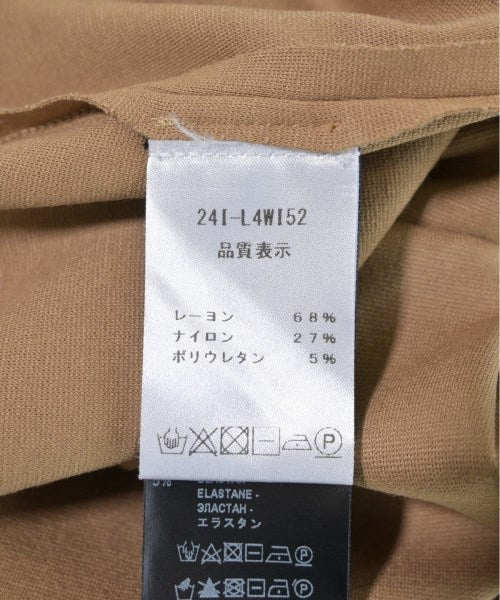 24I-L4WI52
品質表示
レーヨン 68%
ナイロン 27%
ポリウレタン 5%
P
5%
ELASTANE -
ЭЛАСТАН -
エラスタン
P